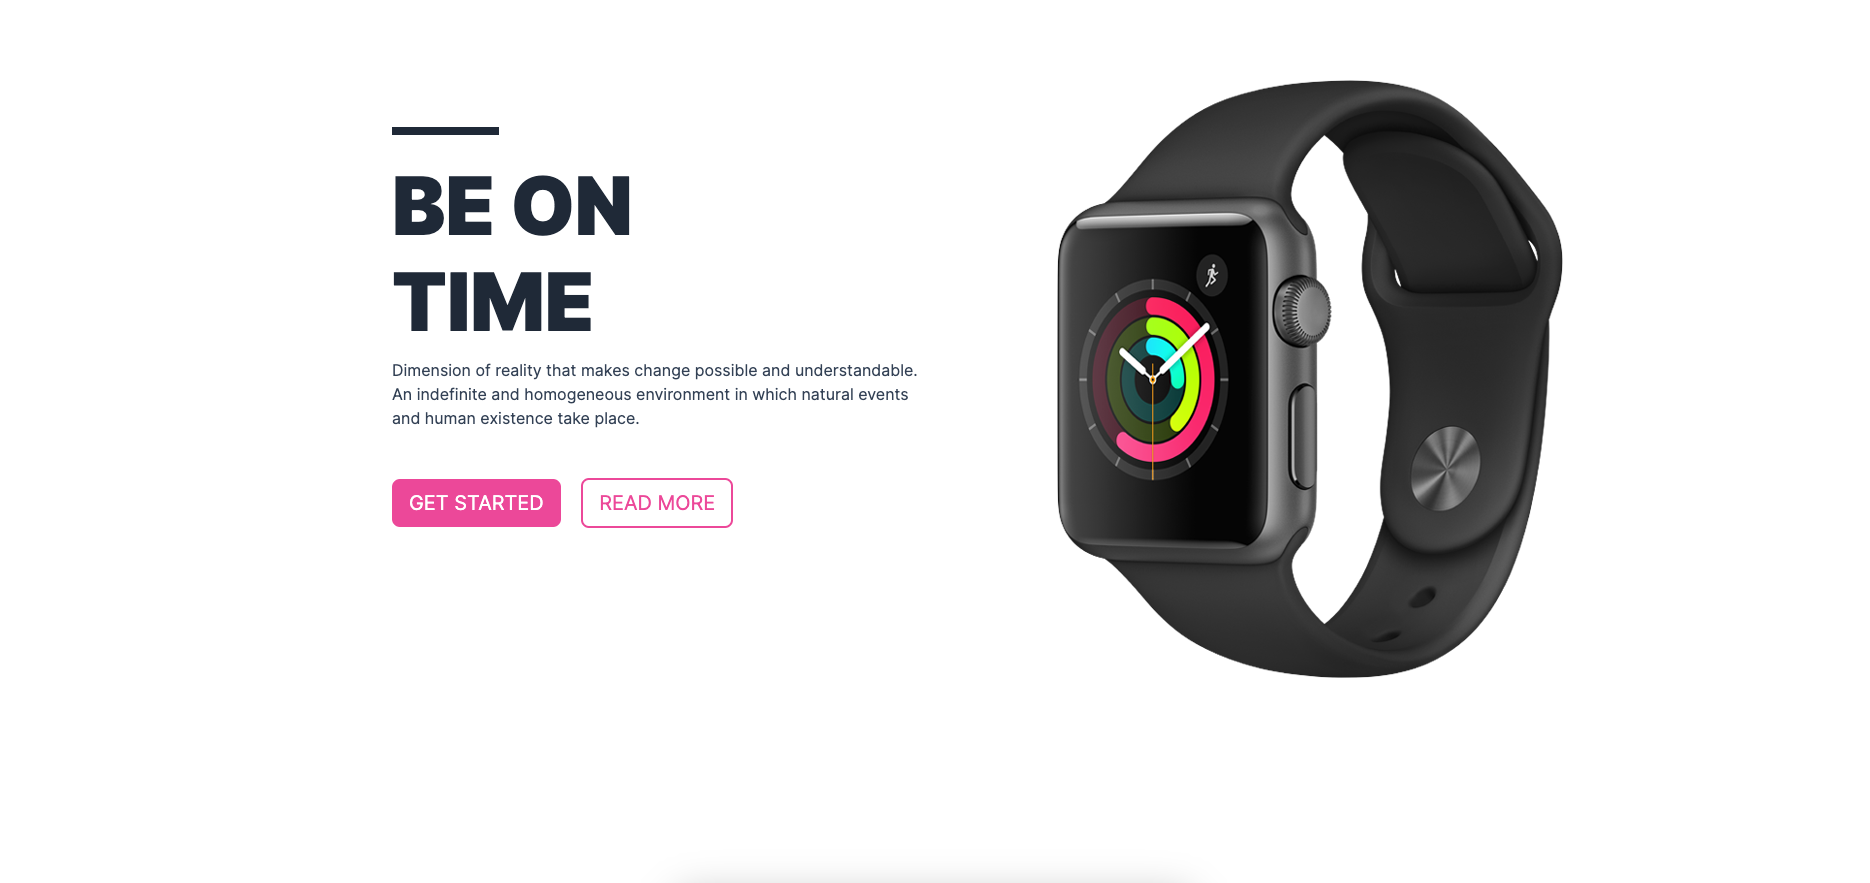 BE ON
TIME
Dimension of reality that makes change possible and understandable.
An indefinite and homogeneous environment in which natural events
and human existence take place.
GET STARTED
READ MORE